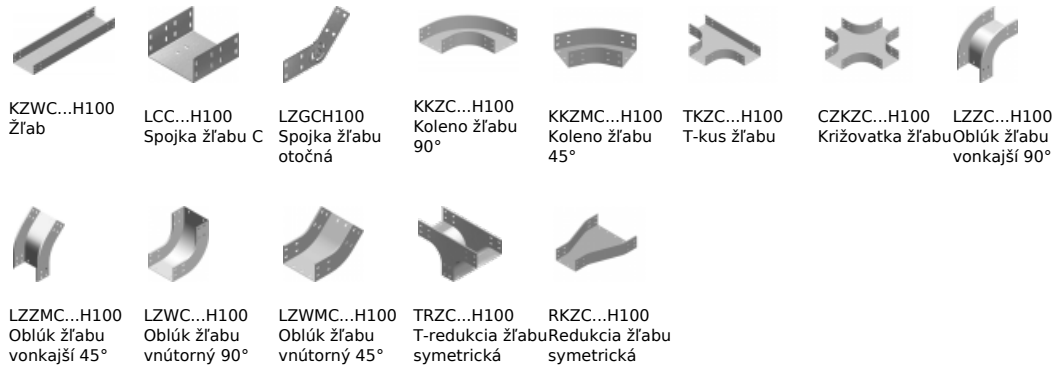 KZWC...H100
Žľab
LCC...H100
Spojka žľabu C
LZGCH100
Spojka žľabu
otočná
KKZC...H100
Koleno žľabu
90°
KKZMC...H100
Koleno žľabu
45°
TKZC...H100
T-kus žľabu
CZKZC...H100
Križovatka žľabu
LZZC...H100
Oblúk žľabu
vonkajší 90°
LZZMC...H100
Oblúk žľabu
vonkajší 45°
LZWC...H100
Oblúk žľabu
vnútorný 90°
LZWMC...H100
Oblúk žľabu
vnútorný 45°
TRZC...H100
T-redukcia žľabu
symetrická
RKZC...H100
Redukcia žľabu
symetrická